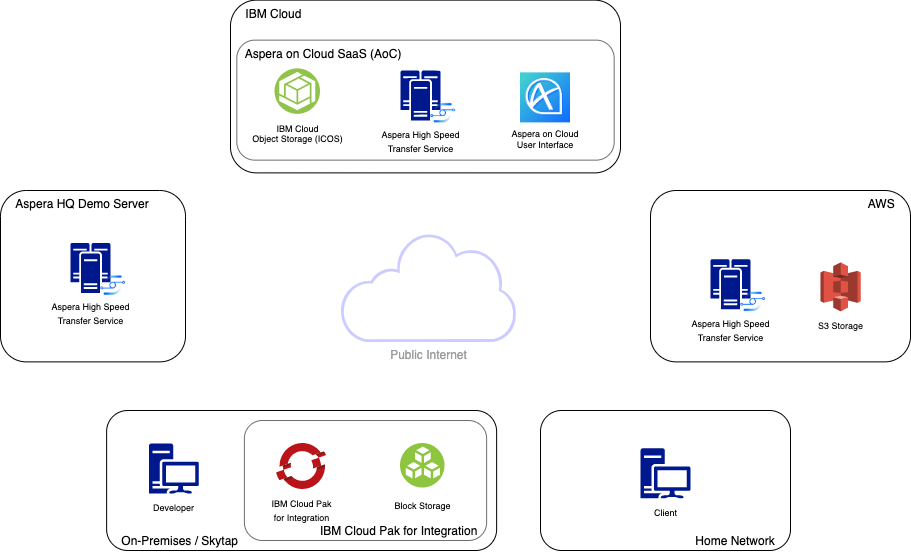 IBM Cloud
Aspera on Cloud SaaS (AoC)
IBM Cloud
Object Storage (ICOS)
Aspera High Speed
Transfer Service
Aspera on Cloud
User Interface
Aspera HQ Demo Server
Aspera High Speed
Transfer Service
AWS
Aspera High Speed
Transfer Service
S3 Storage
Public Internet
Developer
IBM Cloud Pak
for Integration
Block Storage
IBM Cloud Pak for Integration
On-Premises / Skytap
Client
Home Network